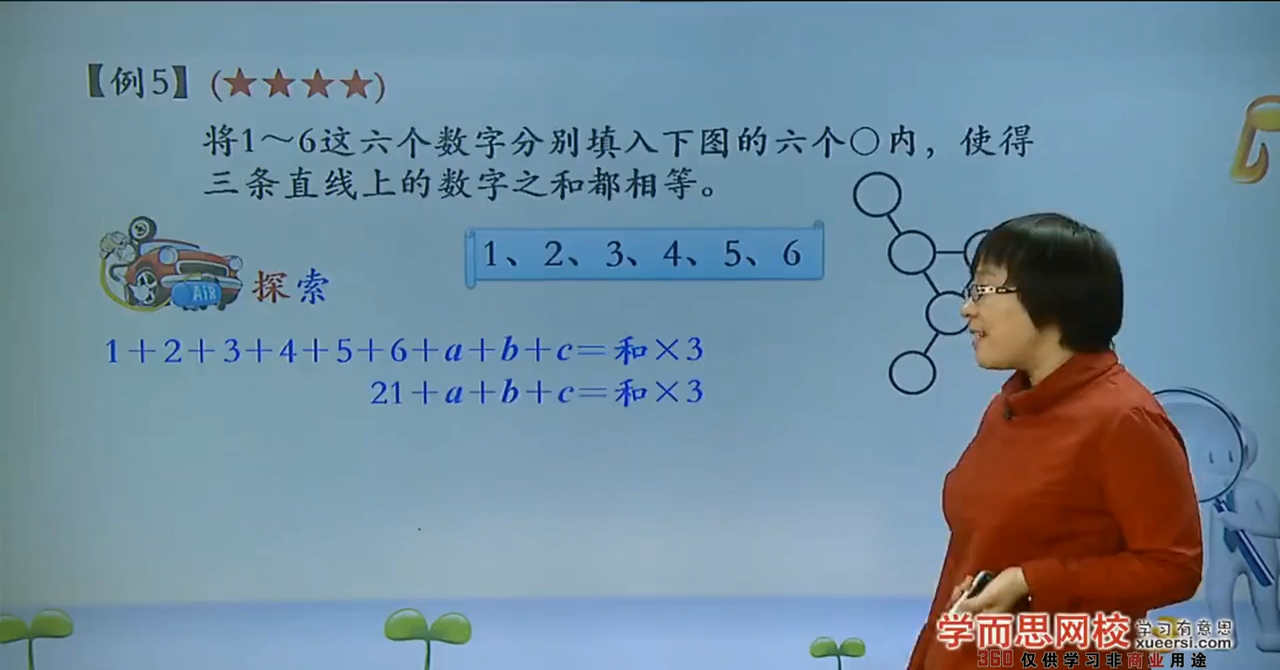 【例5】(★★★★)
将1～6这六个数字分别填入下图的六个○内，使得
三条直线上的数字之和都相等。
1、2、3、4、5、6
AIR
探索
1+2+3+4+5+6+a+b+c=和×3
21+a+b+c=和×3
学而思网校 学习有意思
xueersi.com
360 仅供学习非商业用途